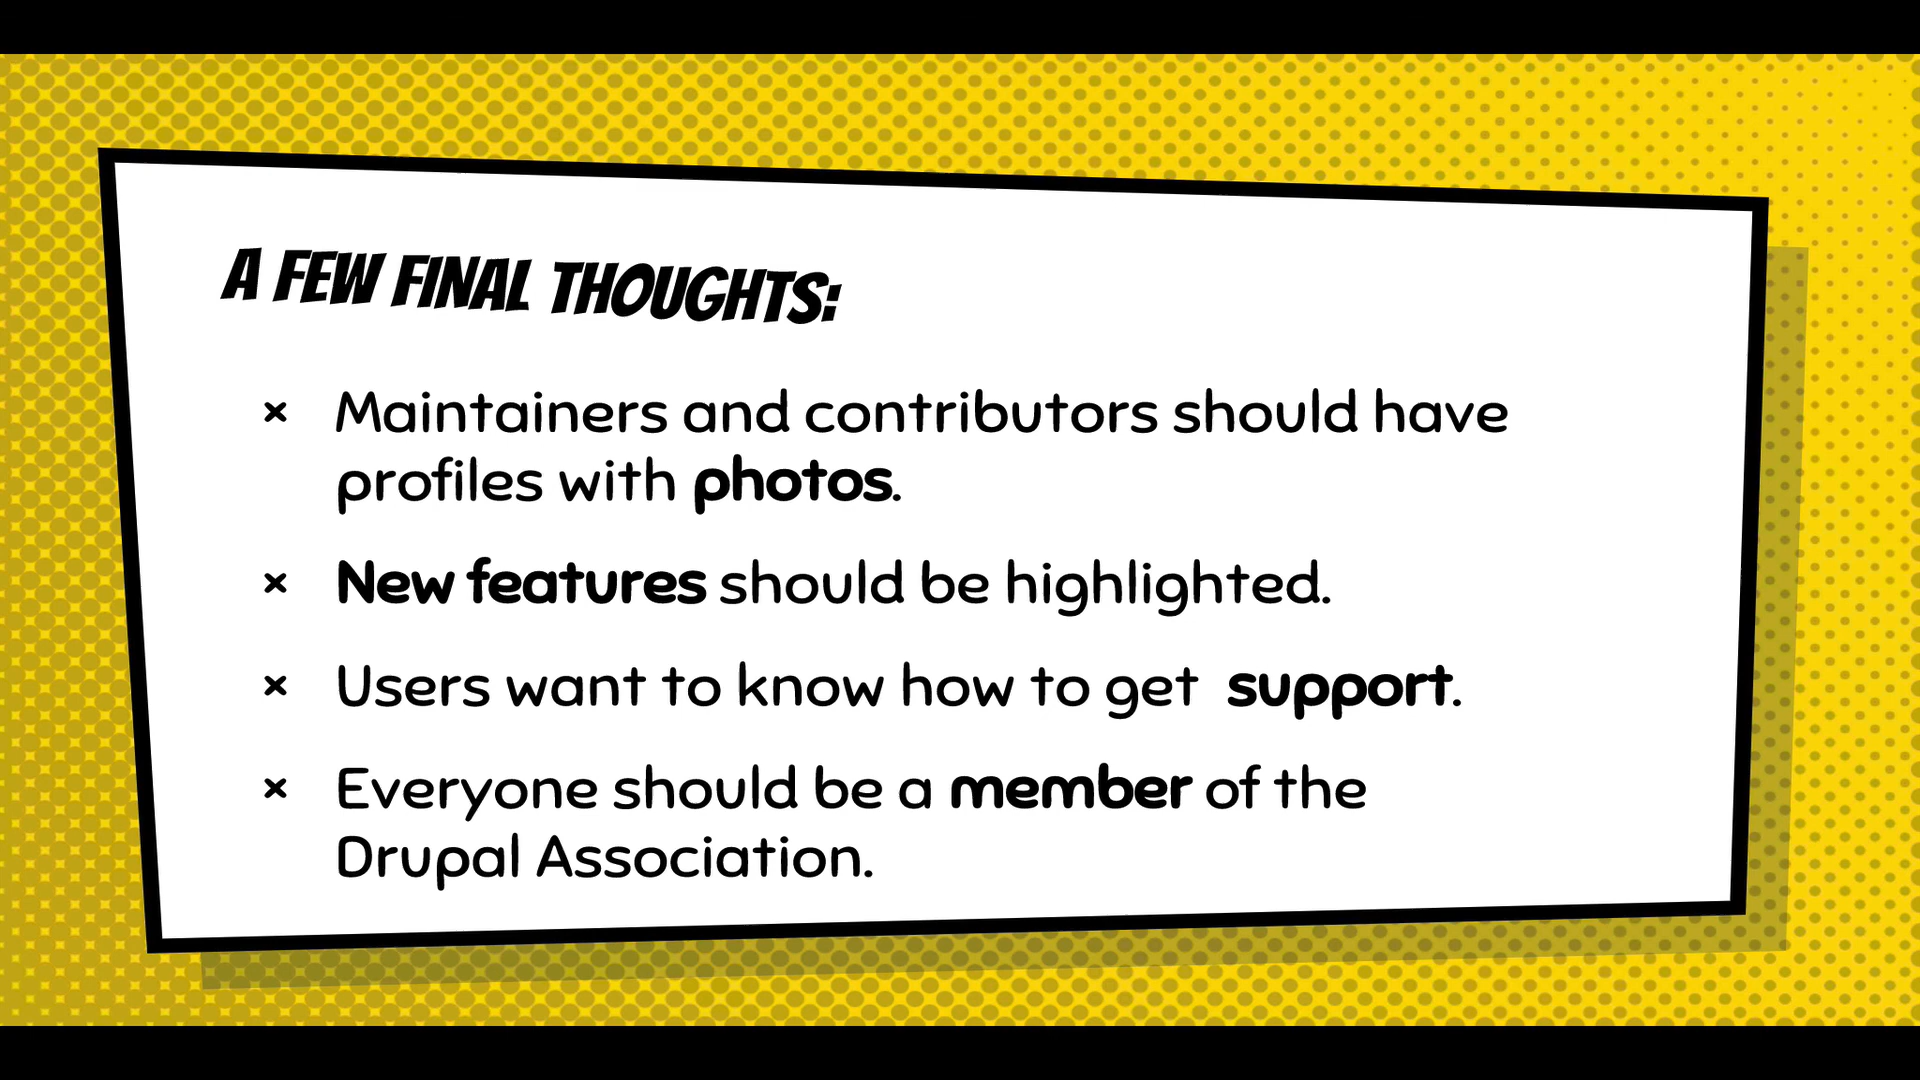 A FEW FINAL THOUGHTS:
× Maintainers and contributors should have
profiles with photos.
× New features should be highlighted.
× Users want to know how to get support.
× Everyone should be a member of the
Drupal Association.